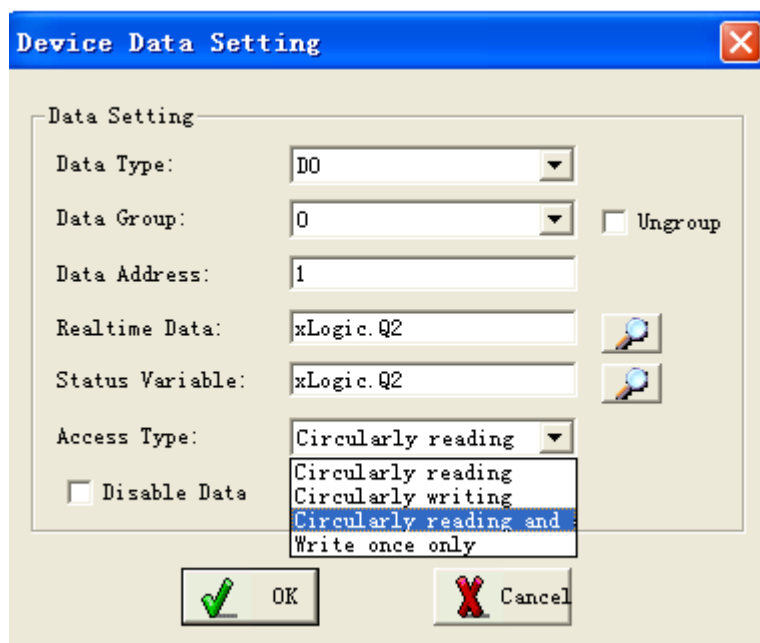 Device Data Setting
Data Setting
Data Type: DO
Data Group: 0 Ungroup
Data Address: 1
Realtime Data: xLogic.Q2
Status Variable: xLogic.Q2
Access Type: Circularly reading
Circularly reading
Disable Data Circularly writing
Circularly reading and
Write once only
OK Cancel